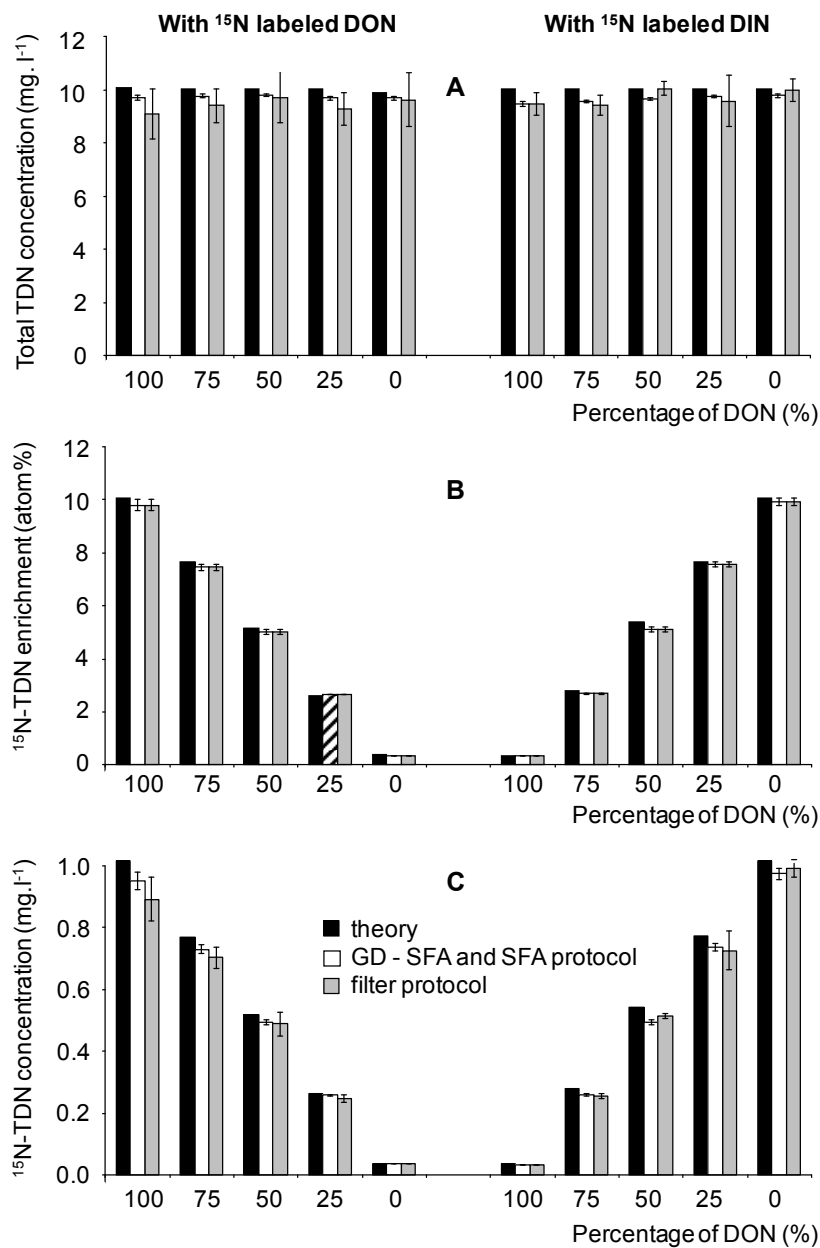 With ¹⁵N labeled DON
With ¹⁵N labeled DIN
Total TDN concentration (mg. l⁻¹)
12
10
8
6
4
2
0
A
100 75 50 25 0 100 75 50 25 0
Percentage of DON (%)
¹⁵N-TDN enrichment (atom%)
12
10
8
6
4
2
0
B
100 75 50 25 0 100 75 50 25 0
Percentage of DON (%)
¹⁵N-TDN concentration (mg.l⁻¹)
1.0
0.8
0.6
0.4
0.2
0.0
C
theory
GD - SFA and SFA protocol
filter protocol
100 75 50 25 0 100 75 50 25 0
Percentage of DON (%)